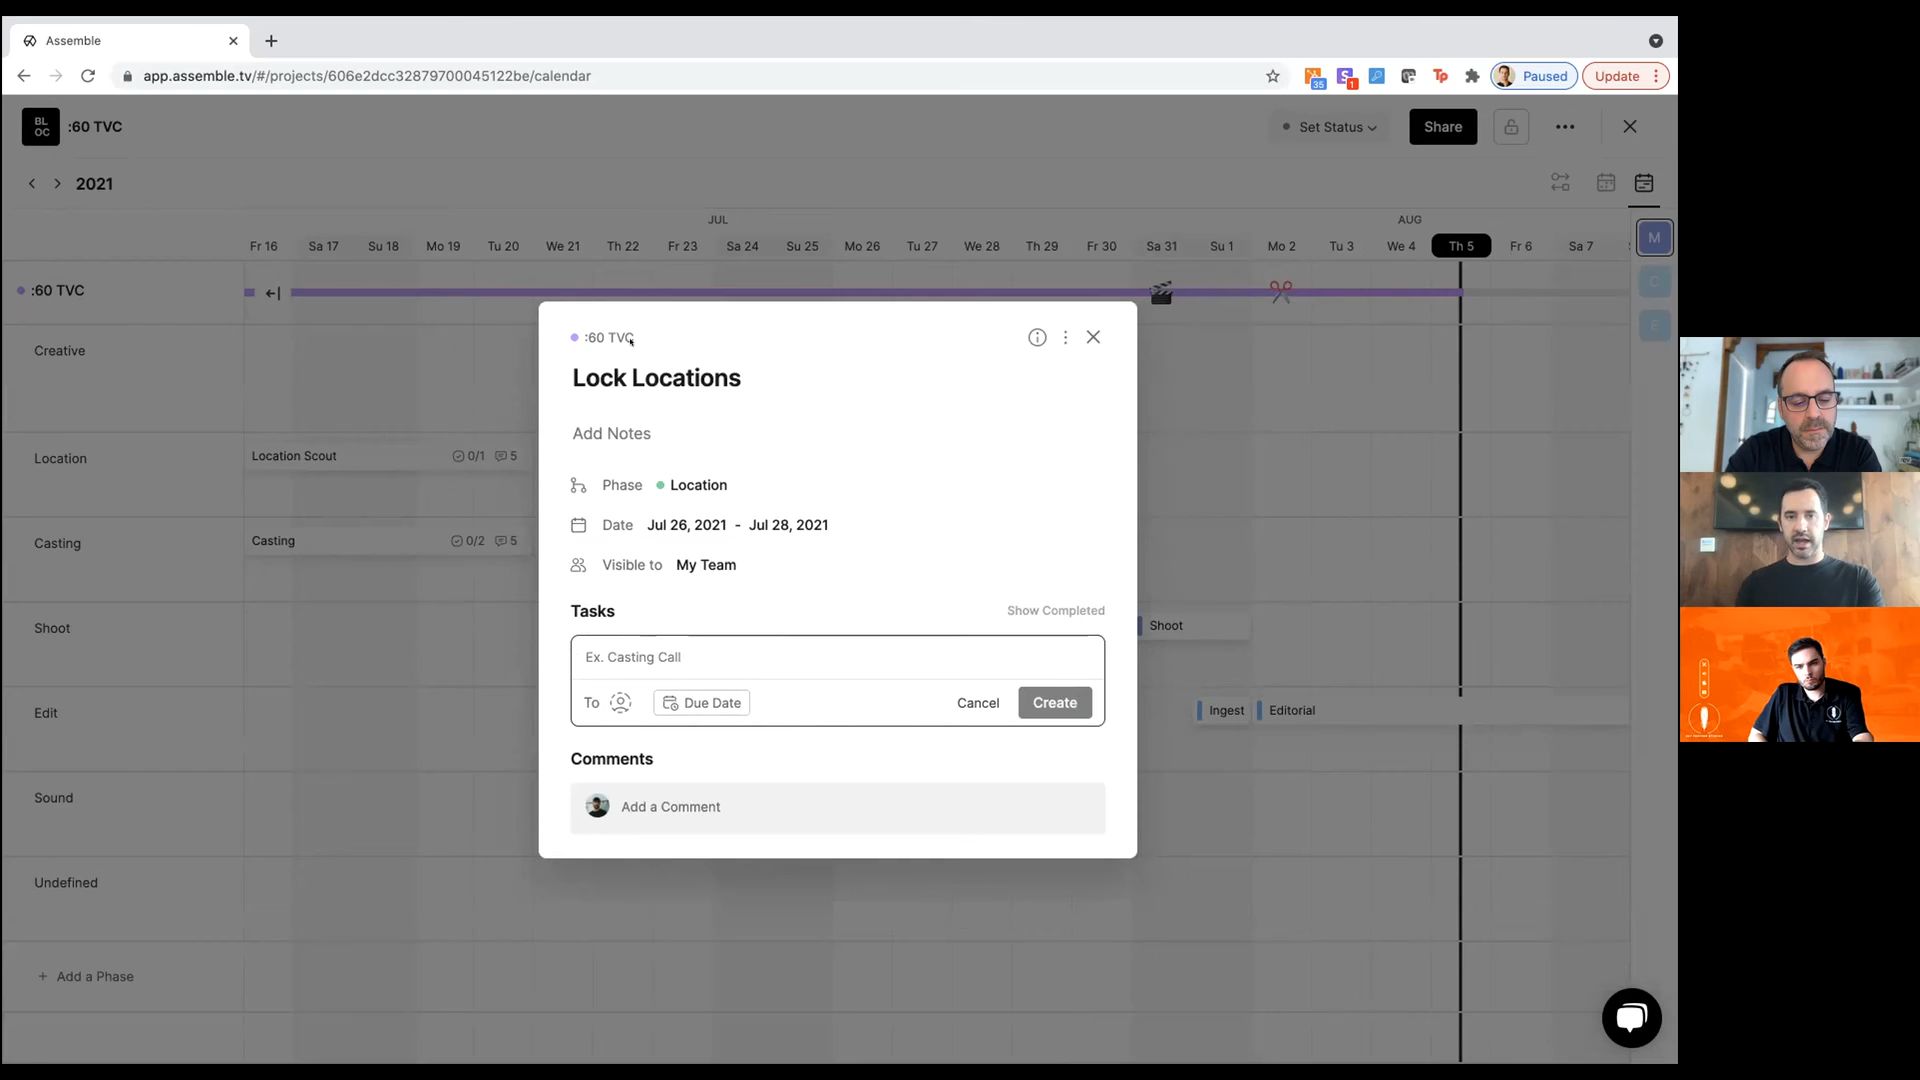 Assemble
app.assemble.tv/#/projects/606e2dcc32879700045122be/calendar
35
1
Tp
Paused
Update
BL
OC
:60 TVC
Set Status
Share
2021
JUL
AUG
Fr 16 Sa 17 Su 18 Mo 19 Tu 20 We 21 Th 22 Fr 23 Sa 24 Su 25 Mo 26 Tu 27 We 28 Th 29 Fr 30 Sa 31 Su 1 Mo 2 Tu 3 We 4 Th 5 Fr 6 Sa 7
M
C
E
:60 TVC
Creative
Location
Location Scout 0/1 5
Casting
Casting 0/2 5
Shoot
Shoot
Edit
Ingest
Editorial
Sound
Undefined
+ Add a Phase
:60 TVC
Lock Locations
Add Notes
Phase Location
Date Jul 26, 2021 - Jul 28, 2021
Visible to My Team
Tasks
Show Completed
Ex. Casting Call
To
Due Date
Cancel
Create
Comments
Add a Comment